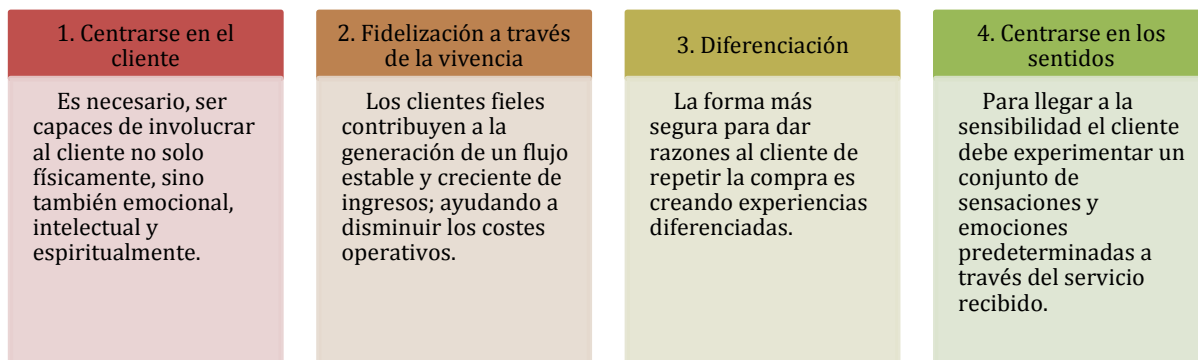 1. Centrarse en el
cliente
Es necesario, ser
capaces de involucrar
al cliente no solo
físicamente, sino
también emocional,
intelectual y
espiritualmente.
2. Fidelización a través
de la vivencia
Los clientes fieles
contribuyen a la
generación de un flujo
estable y creciente de
ingresos; ayudando a
disminuir los costes
operativos.
3. Diferenciación
La forma más
segura para dar
razones al cliente de
repetir la compra es
creando experiencias
diferenciadas.
4. Centrarse en los
sentidos
Para llegar a la
sensibilidad el cliente
debe experimentar un
conjunto de
sensaciones y
emociones
predeterminadas a
través del servicio
recibido.